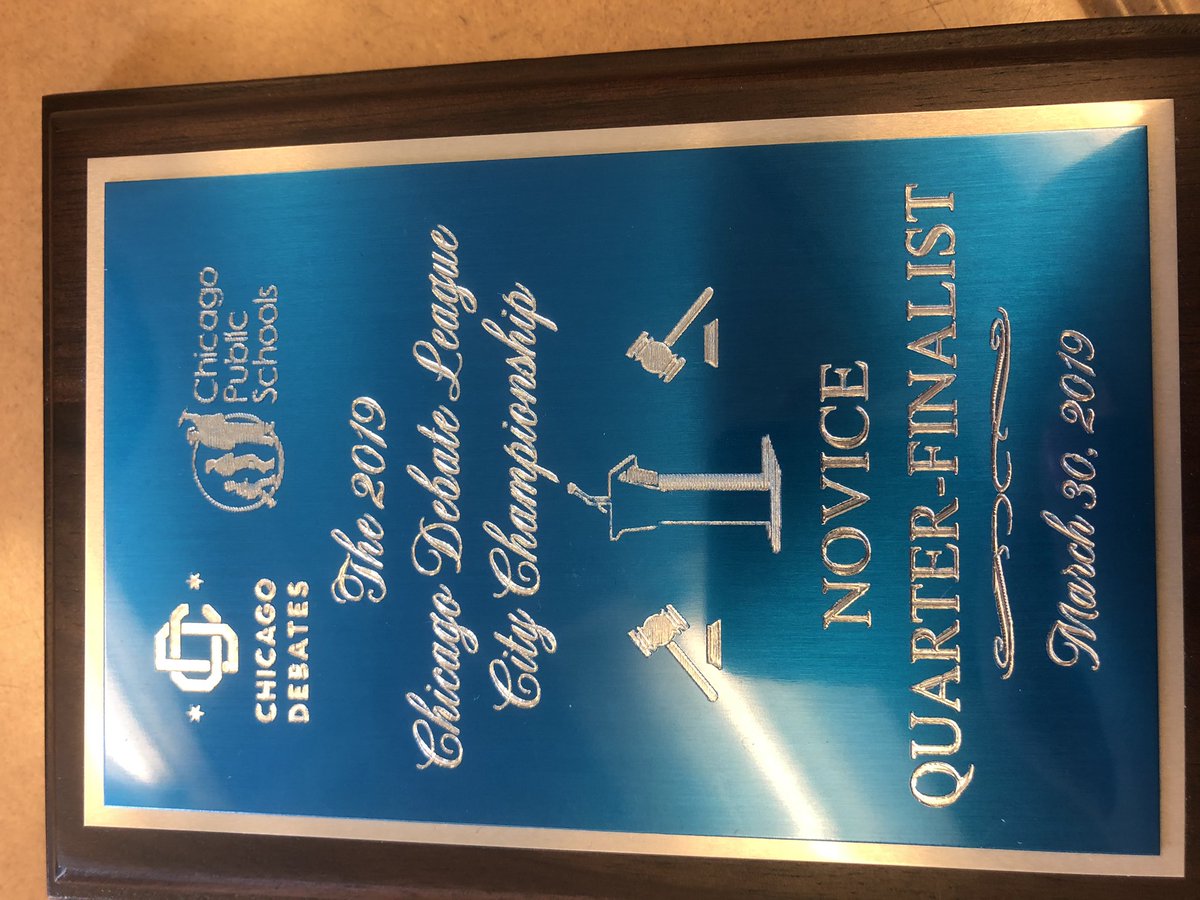 CHICAGO
DEBATES
Chicago
Public
Schools
The 2019
Chicago Debate League
City Championship
NOVICE
QUARTER-FINALIST
March 30, 2019